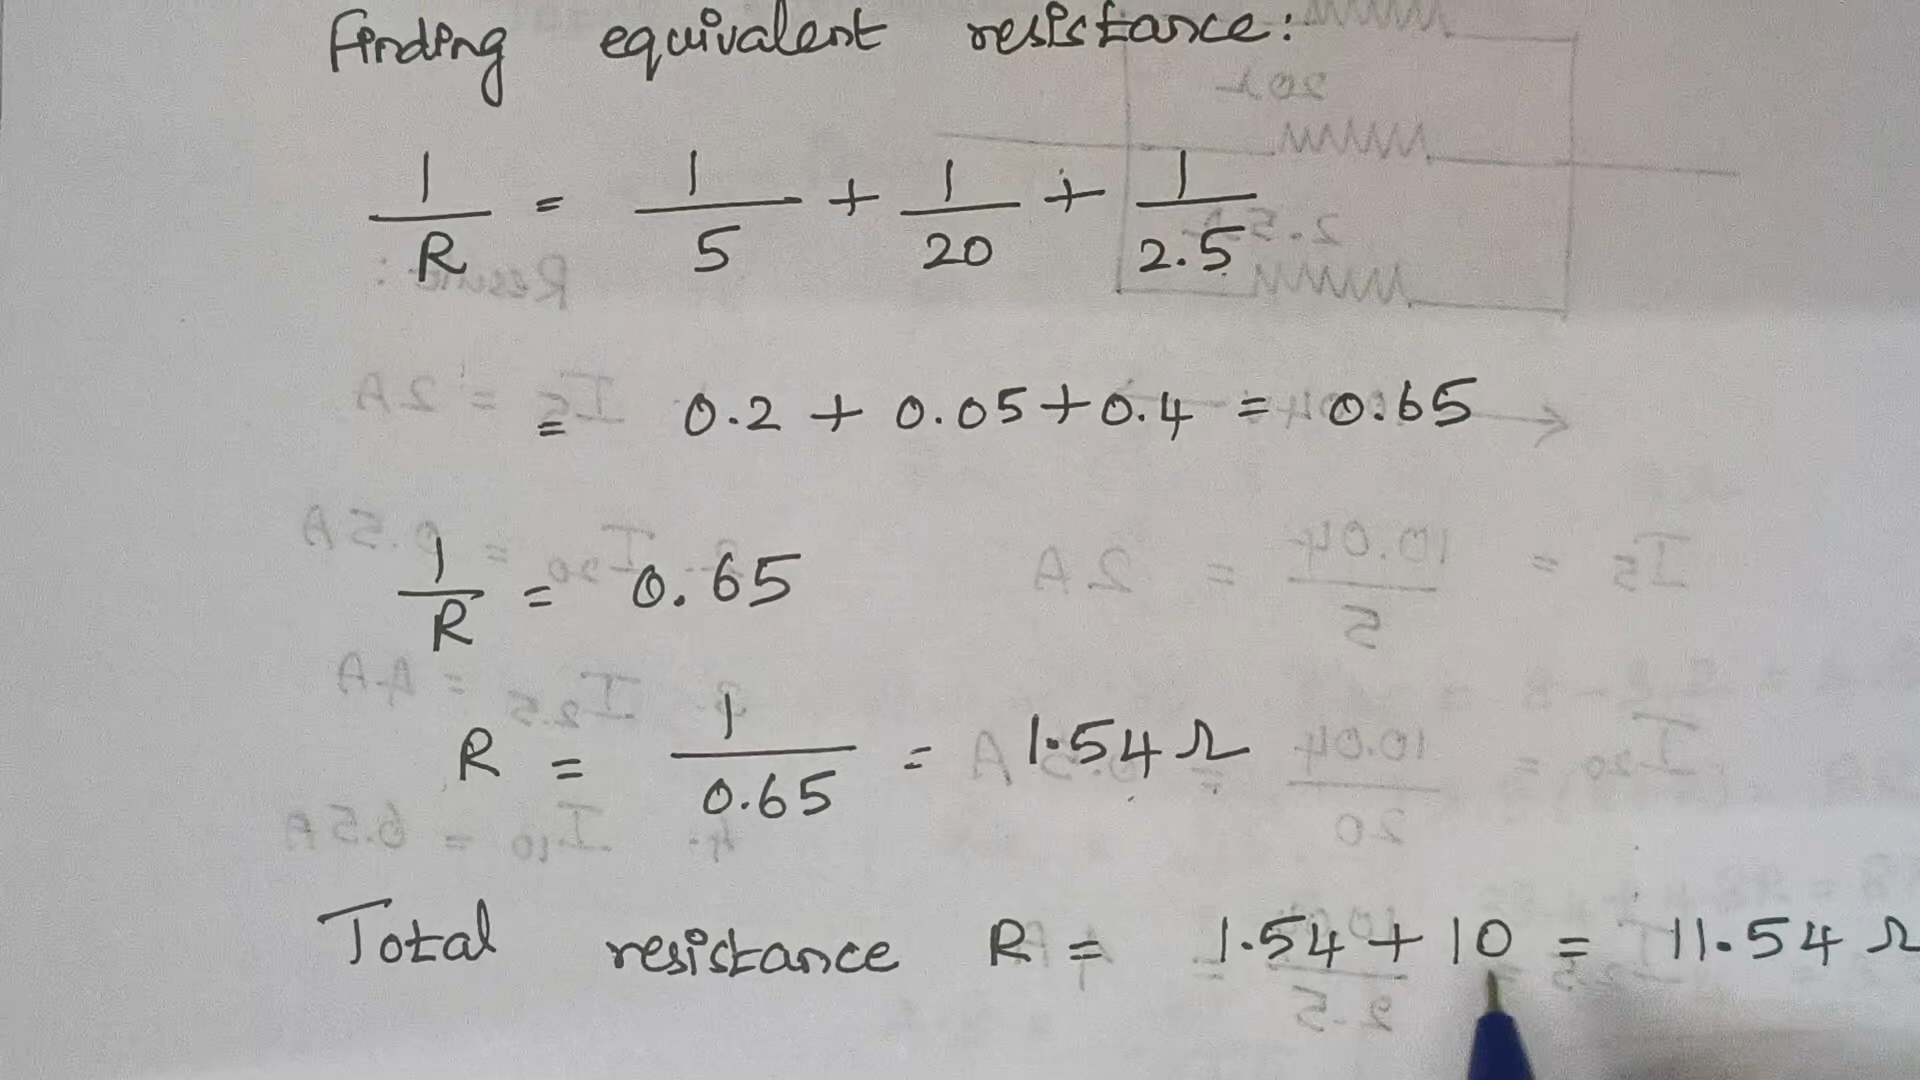 Finding equivalent resistance:
1/R = 1/5 + 1/20 + 1/2.5
= 0.2 + 0.05 + 0.4 = 0.65
1/R = 0.65
R = 1/0.65 = 1.54 Ω
Total resistance R = 1.54 + 10 = 11.54 Ω